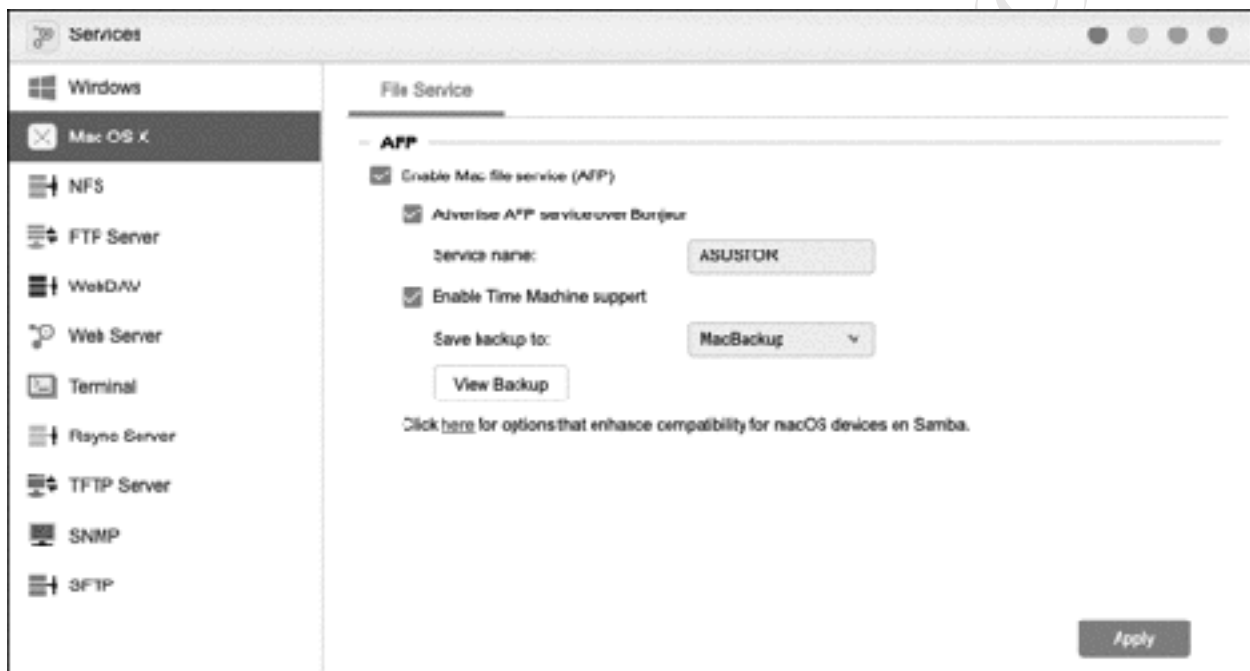 Services
Windows
Mac OS X
NFS
FTP Server
WebDAV
Web Server
Terminal
Rsync Server
TFTP Server
SNMP
SFTP
File Service
AFP
Enable Mac file service (AFP)
Advertise AFP service over Bonjour
Service name: ASUSTOR
Enable Time Machine support
Save backup to: MacBackup
View Backup
Click here for options that enhance compatibility for macOS devices on Samba.
Apply